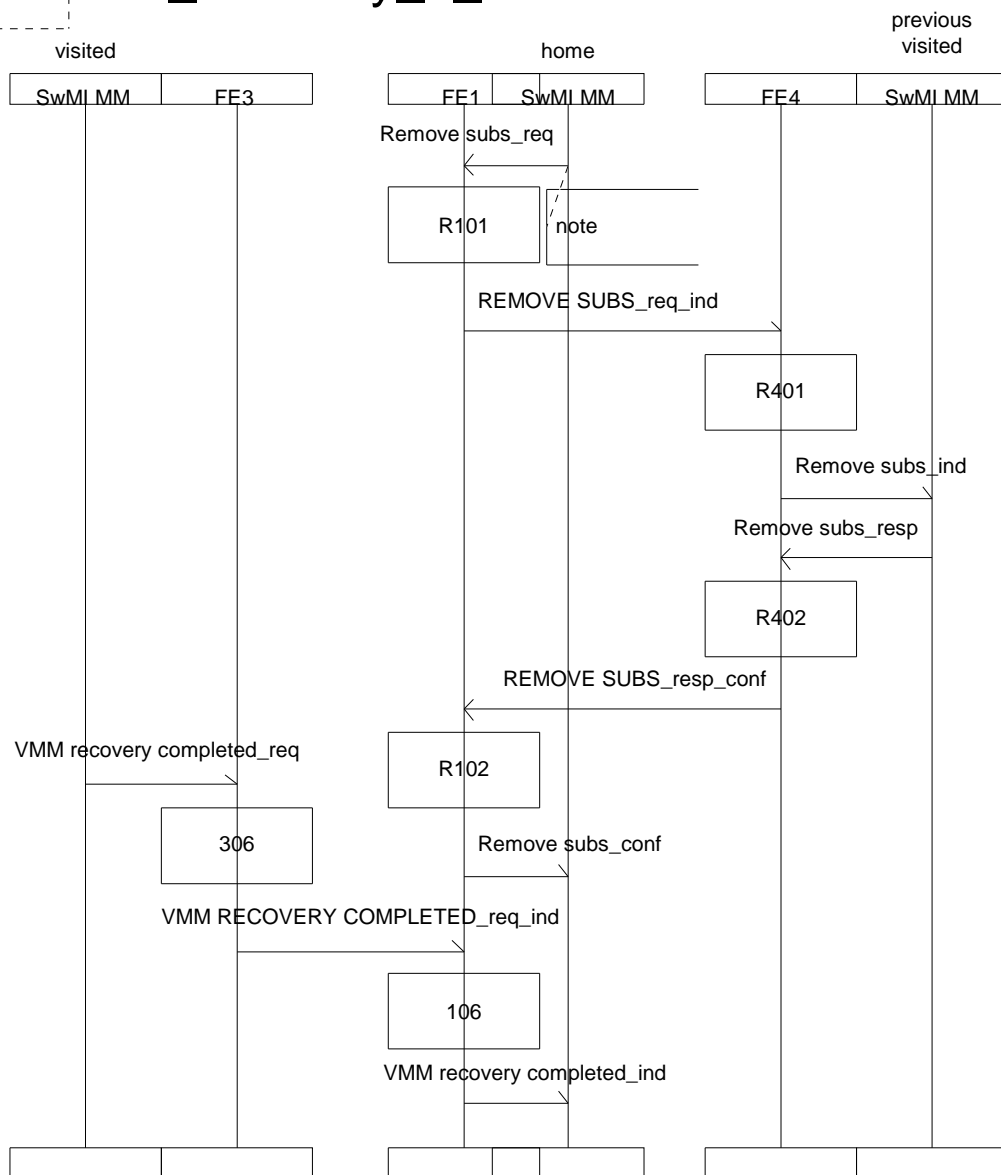 previous
visited home visited
SwMI MM FE3 FE1 SwMI MM FE4 SwMI MM
Remove subs_req
R101 note
REMOVE SUBS_req_ind
R401
Remove subs_ind
Remove subs_resp
R402
REMOVE SUBS_resp_conf
VMM recovery completed_req
R102
306 Remove subs_conf
VMM RECOVERY COMPLETED_req_ind
106
VMM recovery completed_ind